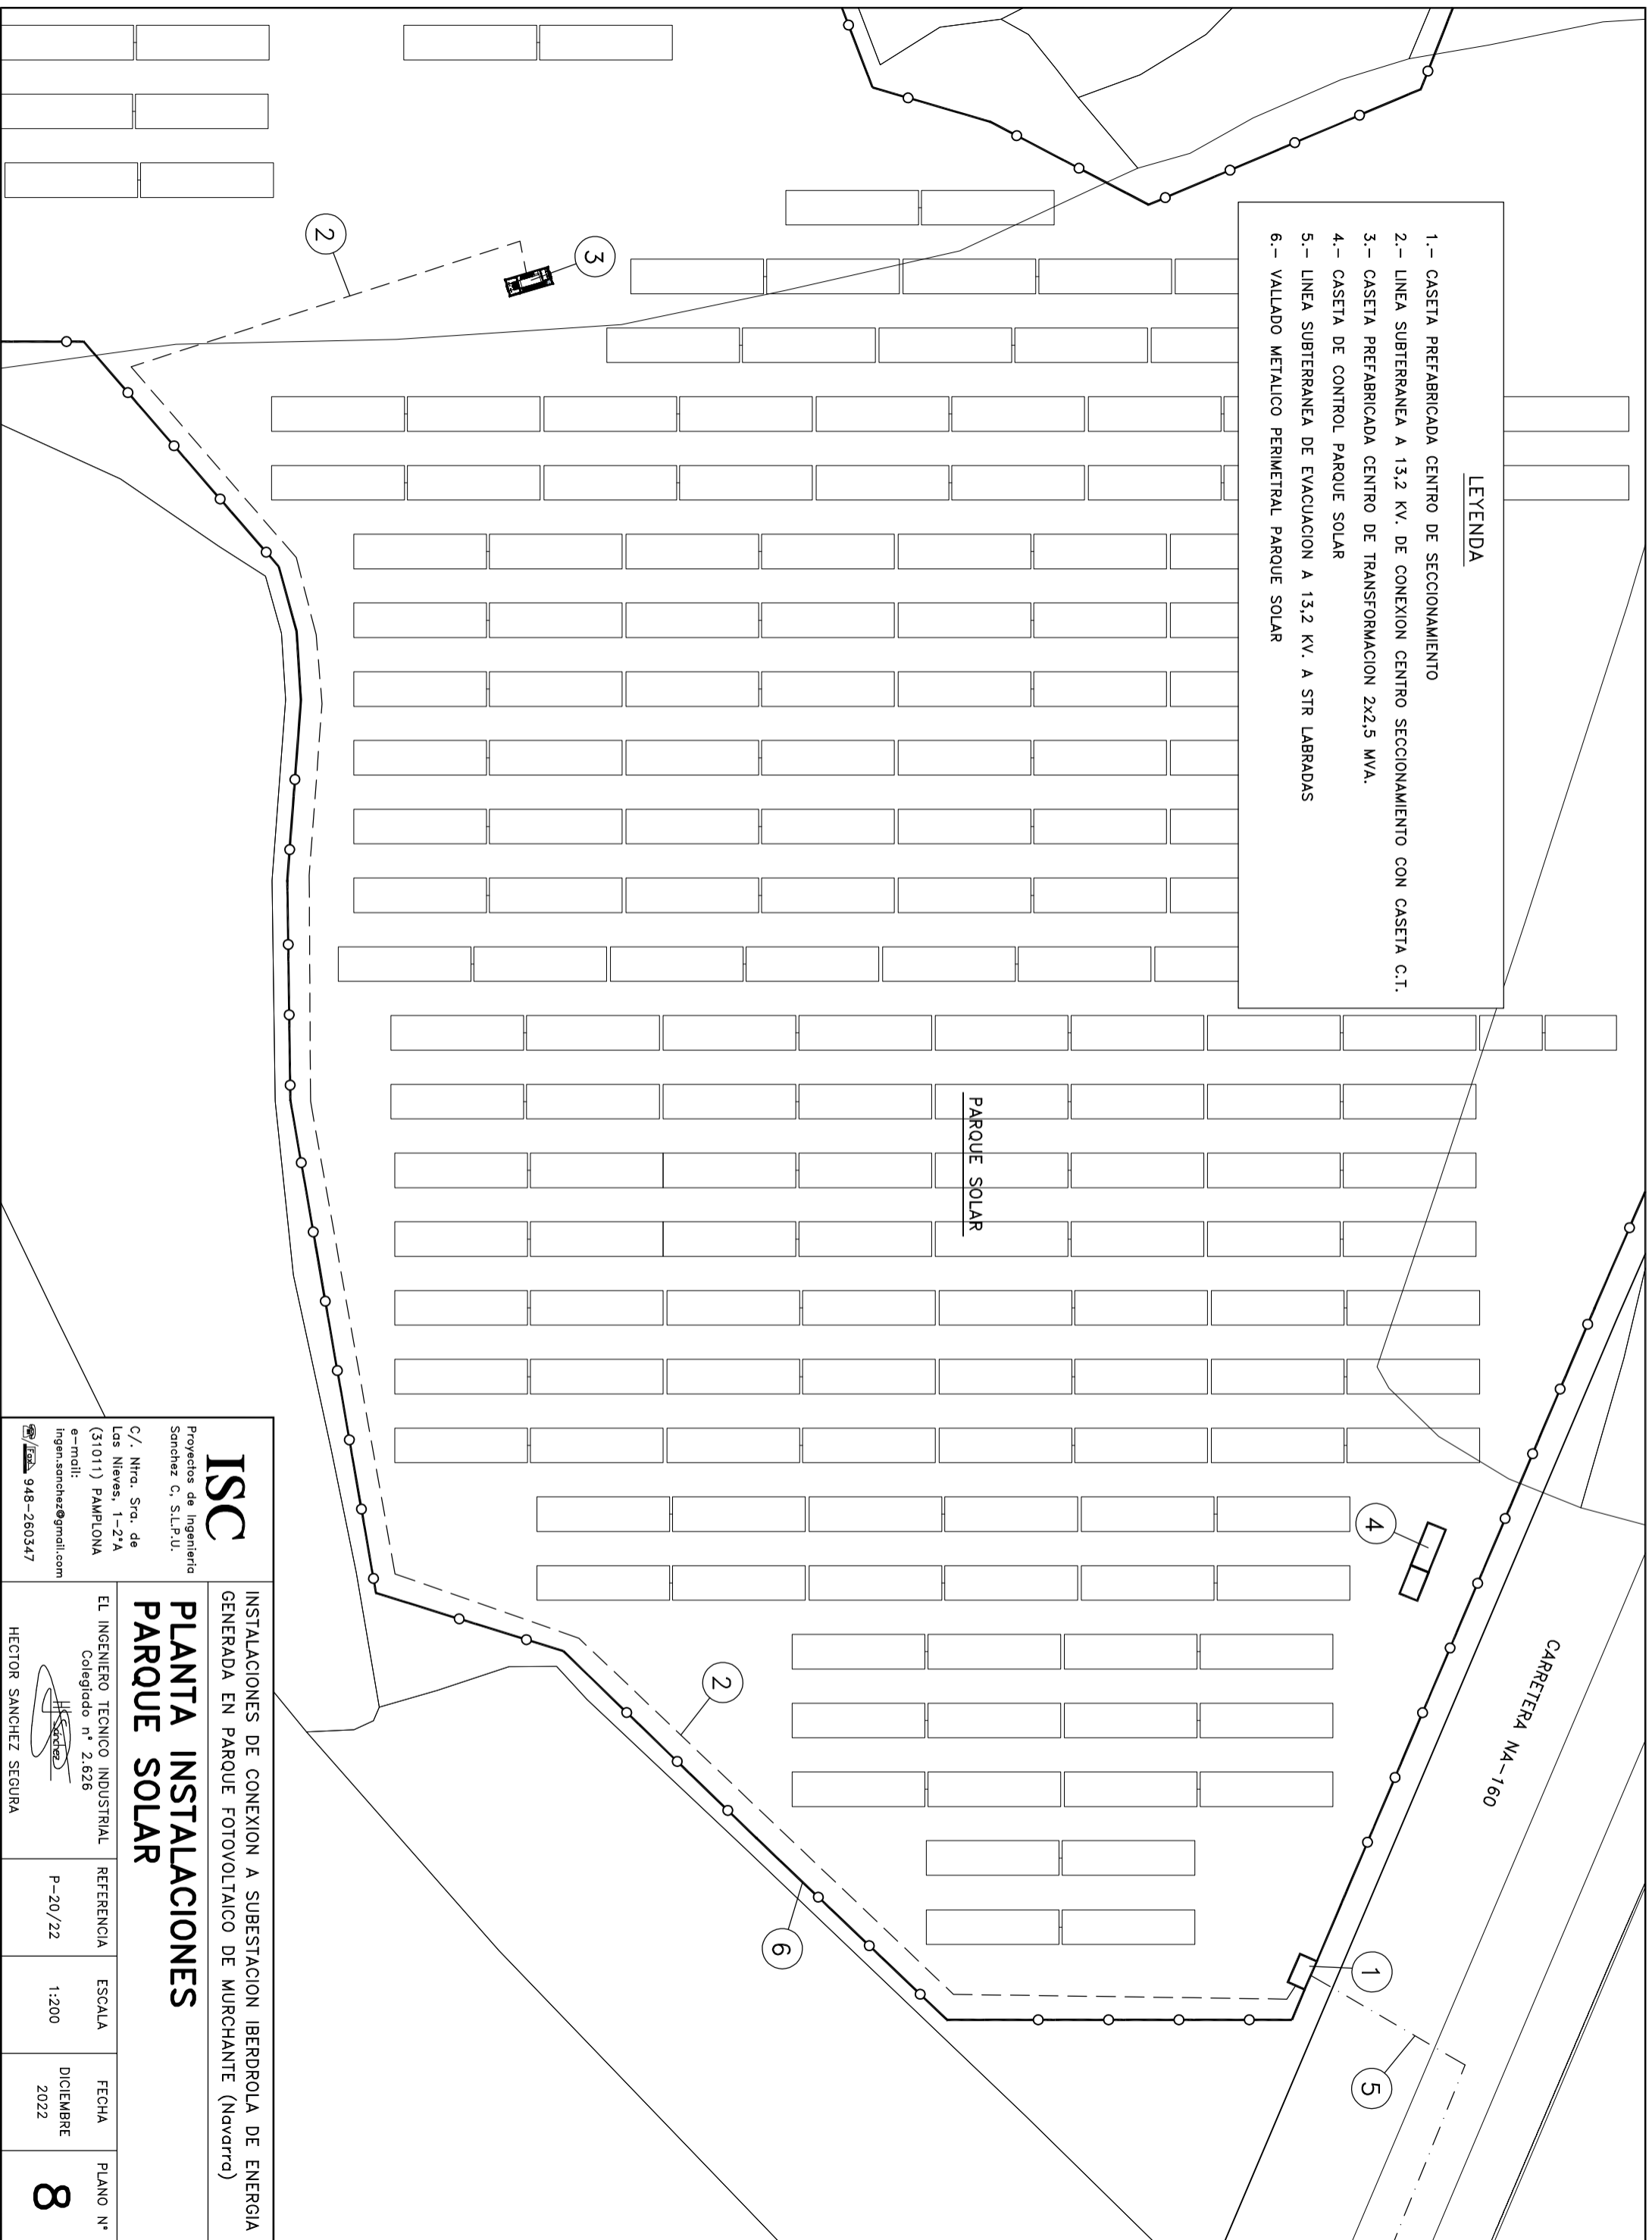 LEYENDA
1.- CASETA PREFABRICADA CENTRO DE SECCIONAMIENTO
2.- LINEA SUBTERRANEA A 13,2 KV. DE CONEXION CENTRO SECCIONAMIENTO CON CASETA C.T.
3.- CASETA PREFABRICADA CENTRO DE TRANSFORMACION 2x2,5 MVA.
4.- CASETA DE CONTROL PARQUE SOLAR
5.- LINEA SUBTERRANEA DE EVACUACION A 13,2 KV. A STR LABRADAS
6.- VALLADO METALICO PERIMETRAL PARQUE SOLAR
CARRETERA NA-160
4
1
5
PARQUE SOLAR
3
2
2
6
ISC
Proyectos de Ingenieria
Sanchez C, S.L.P.U.
C/. Ntra. Sra. de
Las Nieves, 1-2ºA
(31011) PAMPLONA
e-mail:
ingen.sanchez@gmail.com
/Fax. 948-260347
INSTALACIONES DE CONEXION A SUBESTACION IBERDROLA DE ENERGIA
GENERADA EN PARQUE FOTOVOLTAICO DE MURCHANTE (Navarra)
PLANTA INSTALACIONES
PARQUE SOLAR
EL INGENIERO TECNICO INDUSTRIAL
Colegiado nº 2.626
H.S. Sánchez
HECTOR SANCHEZ SEGURA
REFERENCIA
P-20/22
ESCALA
1:200
FECHA
DICIEMBRE
2022
PLANO Nº
8